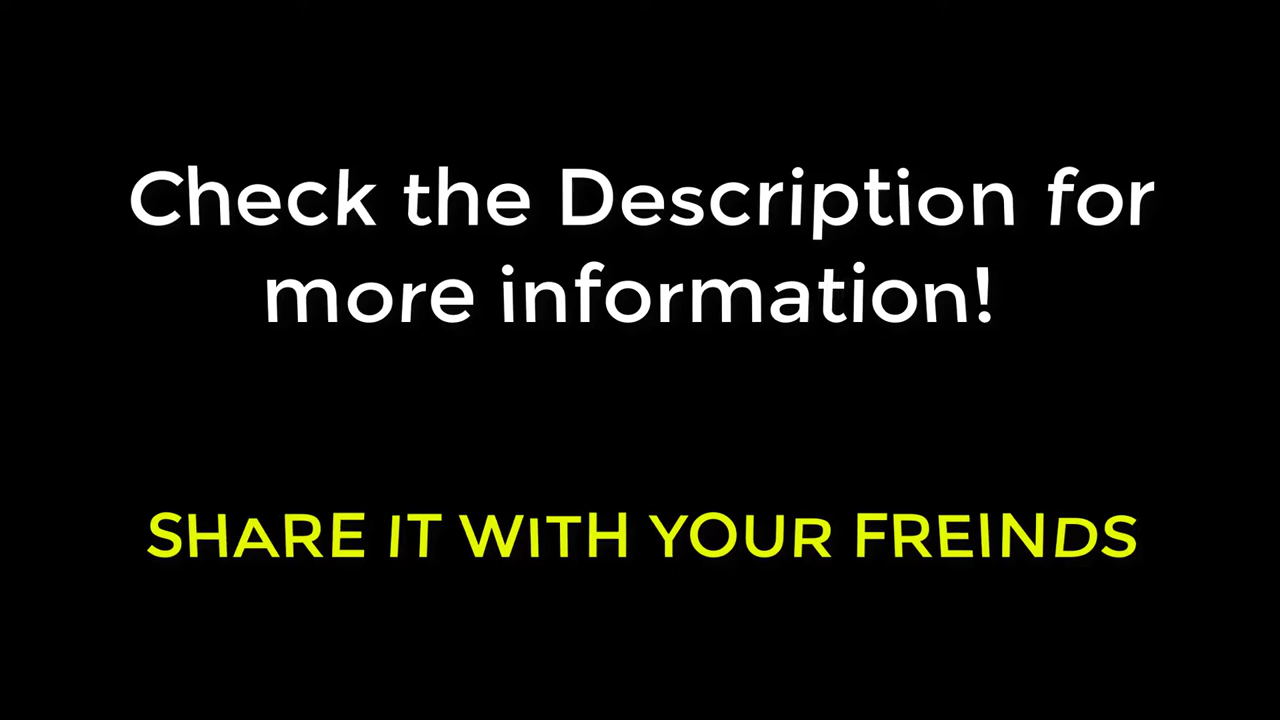 Check the Description for
more information!
SHARE IT WITH YOUR FREINDS